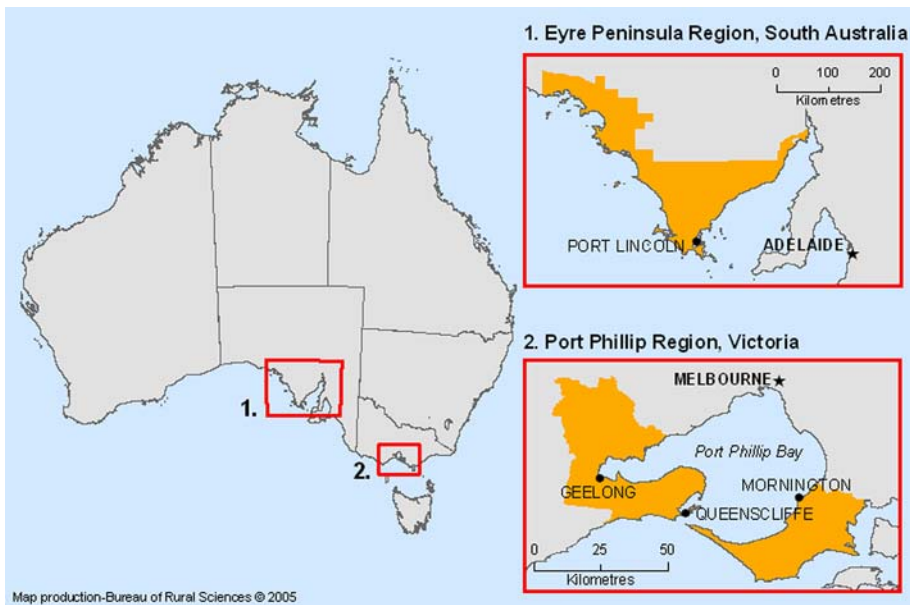 1. Eyre Peninsula Region, South Australia
0 100 200
Kilometres
PORT LINCOLN
ADELAIDE
2. Port Phillip Region, Victoria
MELBOURNE
Port Phillip Bay
GEELONG
MORNINGTON
QUEENSCLIFFE
0 25 50
Kilometres
1.
2.
Map production-Bureau of Rural Sciences © 2005